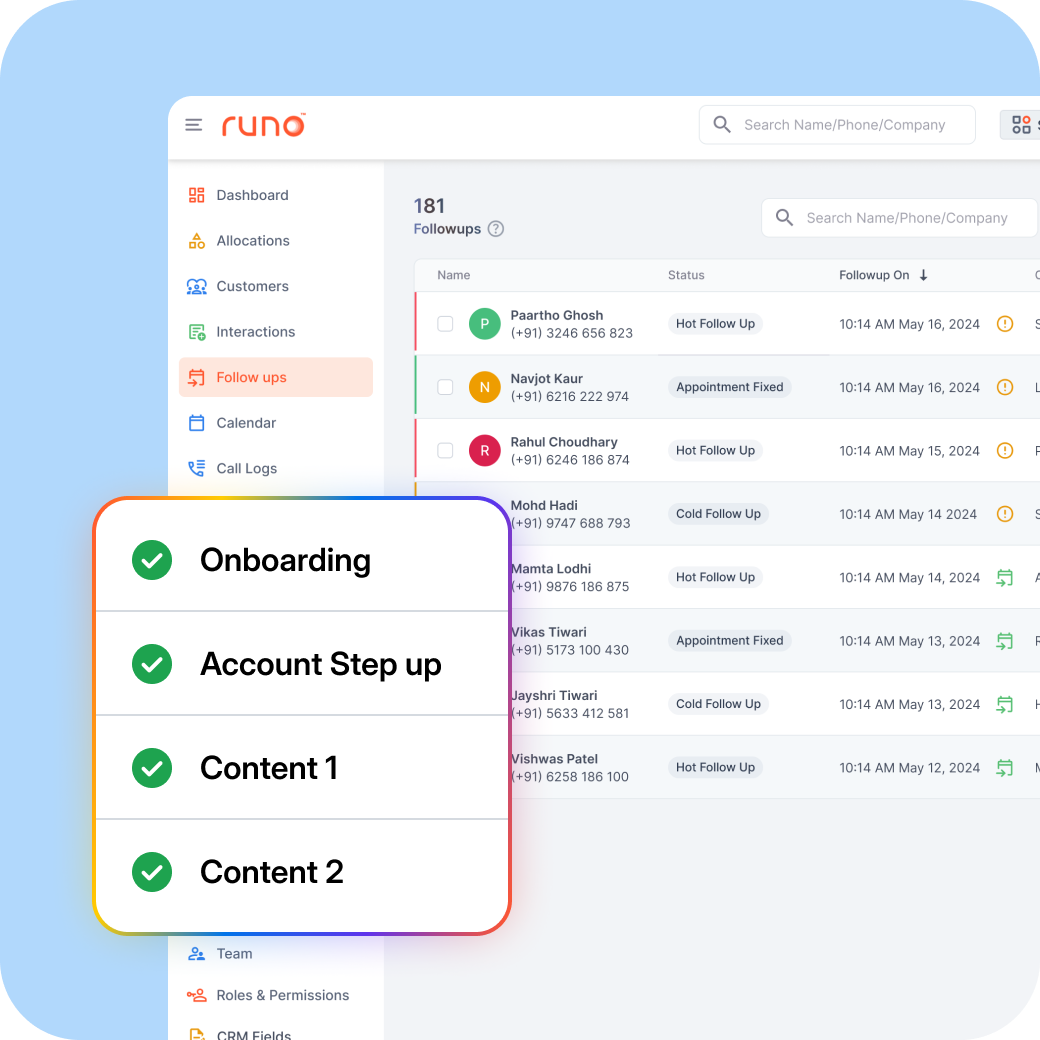 runo™
Search Name/Phone/Company
Dashboard
Allocations
Customers
Interactions
Follow ups
Calendar
Call Logs
Team
Roles & Permissions
CRM Fields
181
Followups ?
Search Name/Phone/Company
Name Status Followup On ↓
P Paartho Ghosh
(+91) 3246 656 823
Hot Follow Up 10:14 AM May 16, 2024
N Navjot Kaur
(+91) 6216 222 974
Appointment Fixed 10:14 AM May 16, 2024
R Rahul Choudhary
(+91) 6246 186 874
Hot Follow Up 10:14 AM May 15, 2024
Mohd Hadi
(+91) 9747 688 793
Cold Follow Up 10:14 AM May 14 2024
Mamta Lodhi
(+91) 9876 186 875
Hot Follow Up 10:14 AM May 14, 2024
Vikas Tiwari
(+91) 5173 100 430
Appointment Fixed 10:14 AM May 13, 2024
Jayshri Tiwari
(+91) 5633 412 581
Cold Follow Up 10:14 AM May 13, 2024
Vishwas Patel
(+91) 6258 186 100
Hot Follow Up 10:14 AM May 12, 2024
Onboarding
Account Step up
Content 1
Content 2